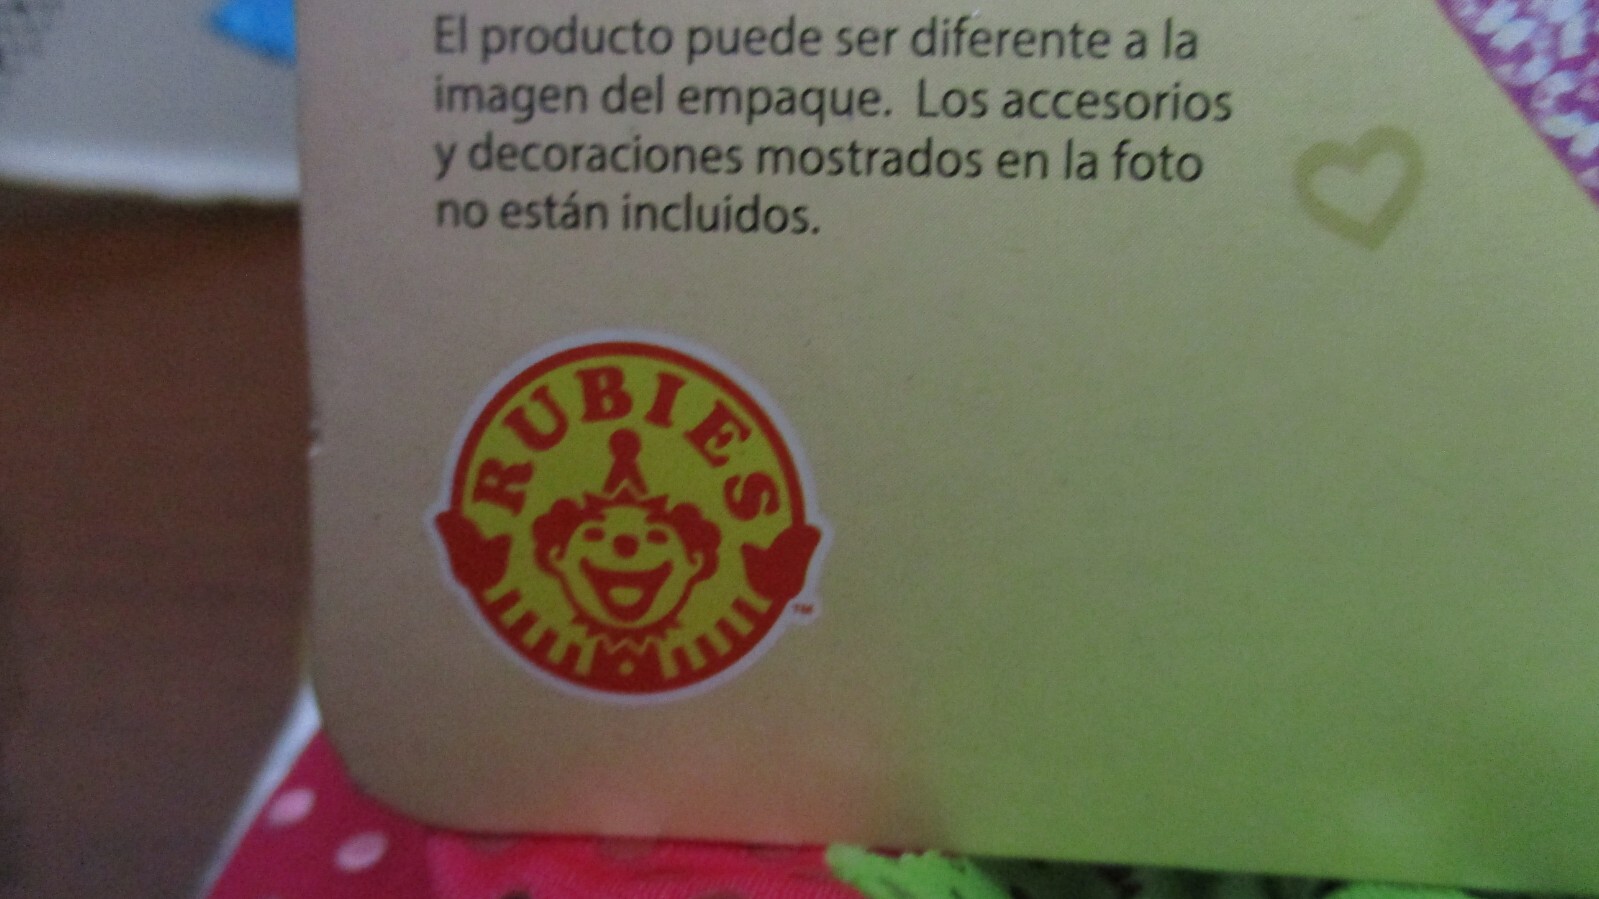 El producto puede ser diferente a la
imagen del empaque. Los accesorios
y decoraciones mostrados en la foto
no están incluidos.
RUBIES
TM